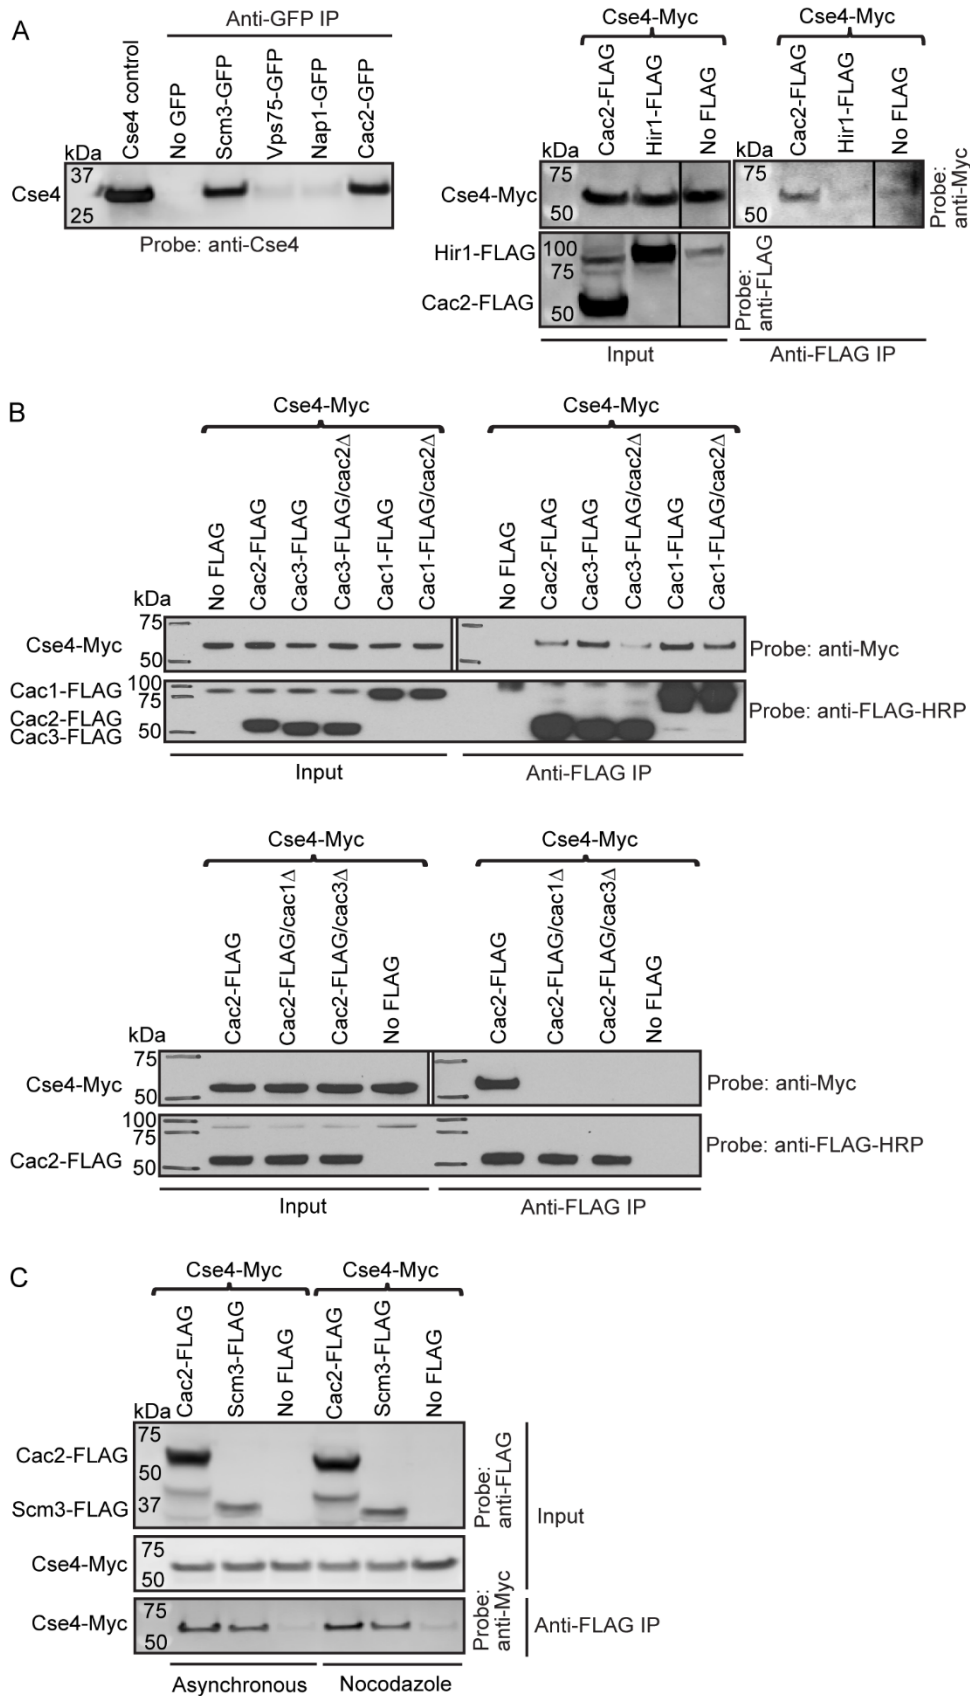 A
Anti-GFP IP
Cse4 control
No GFP
Scm3-GFP
Vps75-GFP
Nap1-GFP
Cac2-GFP
kDa
37
25
Cse4
Probe: anti-Cse4
Cse4-Myc
Cse4-Myc
Cac2-FLAG
Hir1-FLAG
No FLAG
Cac2-FLAG
Hir1-FLAG
No FLAG
kDa
kDa
Cse4-Myc
75
50
75
50
Probe: anti-Myc
Hir1-FLAG
Cac2-FLAG
100
75
50
Probe: anti-FLAG
Input
Anti-FLAG IP
B
Cse4-Myc
Cse4-Myc
No FLAG
Cac2-FLAG
Cac3-FLAG
Cac3-FLAG/cac2Δ
Cac1-FLAG
Cac1-FLAG/cac2Δ
No FLAG
Cac2-FLAG
Cac3-FLAG
Cac3-FLAG/cac2Δ
Cac1-FLAG
Cac1-FLAG/cac2Δ
kDa
75
Cse4-Myc
50
Probe: anti-Myc
Cac1-FLAG
100
75
Cac2-FLAG
Cac3-FLAG
50
Probe: anti-FLAG-HRP
Input
Anti-FLAG IP
Cse4-Myc
Cse4-Myc
Cac2-FLAG
Cac2-FLAG/cac1Δ
Cac2-FLAG/cac3Δ
No FLAG
Cac2-FLAG
Cac2-FLAG/cac1Δ
Cac2-FLAG/cac3Δ
No FLAG
kDa
75
Cse4-Myc
50
Probe: anti-Myc
100
75
Cac2-FLAG
50
Probe: anti-FLAG-HRP
Input
Anti-FLAG IP
C
Cse4-Myc
Cse4-Myc
Cac2-FLAG
Scm3-FLAG
No FLAG
Cac2-FLAG
Scm3-FLAG
No FLAG
kDa
75
Cac2-FLAG
50
Scm3-FLAG
37
Probe: anti-FLAG
Input
Cse4-Myc
75
50
Cse4-Myc
75
50
Probe: anti-Myc
Anti-FLAG IP
Asynchronous
Nocodazole